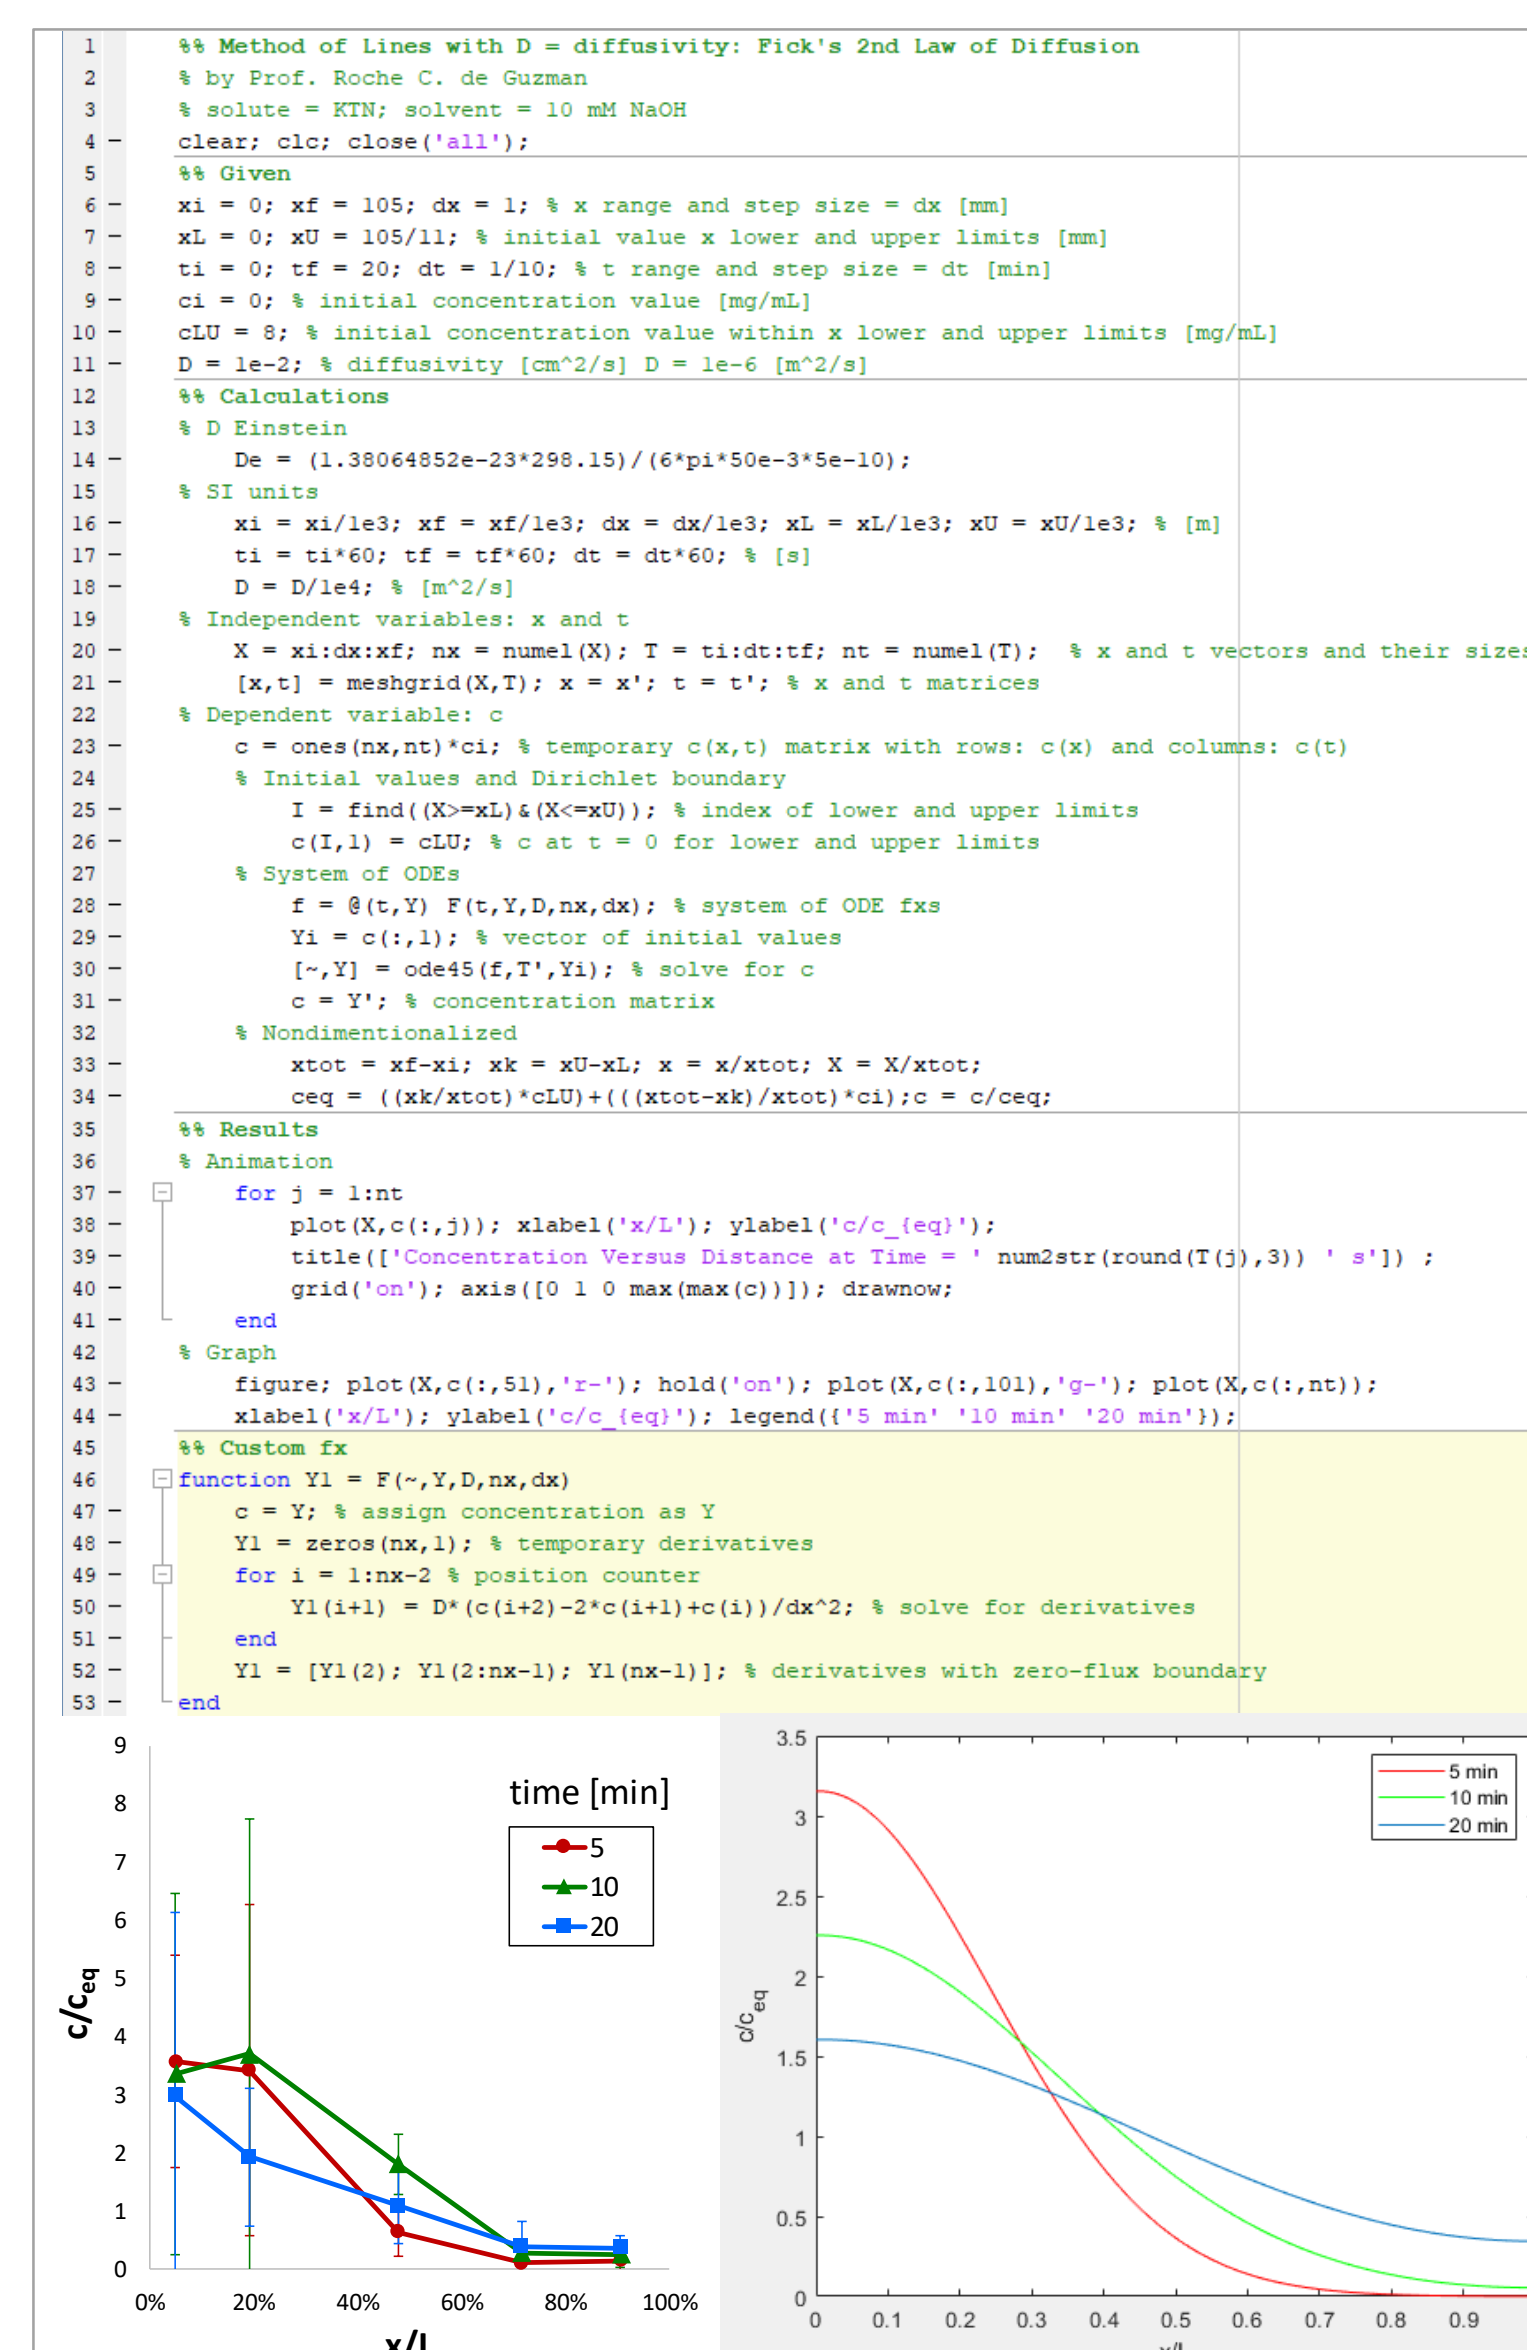 1 %% Method of Lines with D = diffusivity: Fick's 2nd Law of Diffusion
2 % by Prof. Roche C. de Guzman
3 % solute = KTN; solvent = 10 mM NaOH
4 – clear; clc; close('all');
5 %% Given
6 – xi = 0; xf = 105; dx = 1; % x range and step size = dx [mm]
7 – xL = 0; xU = 105/11; % initial value x lower and upper limits [mm]
8 – ti = 0; tf = 20; dt = 1/10; % t range and step size = dt [min]
9 – ci = 0; % initial concentration value [mg/mL]
10 – cLU = 8; % initial concentration value within x lower and upper limits [mg/mL]
11 – D = 1e-2; % diffusivity [cm^2/s] D = 1e-6 [m^2/s]
12 %% Calculations
13 % D Einstein
14 – De = (1.38064852e-23*298.15)/(6*pi*50e-3*5e-10);
15 % SI units
16 – xi = xi/1e3; xf = xf/1e3; dx = dx/1e3; xL = xL/1e3; xU = xU/1e3; % [m]
17 – ti = ti*60; tf = tf*60; dt = dt*60; % [s]
18 – D = D/1e4; % [m^2/s]
19 % Independent variables: x and t
20 – X = xi:dx:xf; nx = numel(X); T = ti:dt:tf; nt = numel(T); % x and t vectors and their sizes
21 – [x,t] = meshgrid(X,T); x = x'; t = t'; % x and t matrices
22 % Dependent variable: c
23 – c = ones(nx,nt)*ci; % temporary c(x,t) matrix with rows: c(x) and columns: c(t)
24 % Initial values and Dirichlet boundary
25 – I = find((X>=xL)&(X<=xU)); % index of lower and upper limits
26 – c(I,1) = cLU; % c at t = 0 for lower and upper limits
27 % System of ODEs
28 – f = @(t,Y) F(t,Y,D,nx,dx); % system of ODE fxs
29 – Yi = c(:,1); % vector of initial values
30 – [~,Y] = ode45(f,T',Yi); % solve for c
31 – c = Y'; % concentration matrix
32 % Nondimentionalized
33 – xtot = xf-xi; xk = xU-xL; x = x/xtot; X = X/xtot;
34 – ceq = ((xk/xtot)*cLU)+(((xtot-xk)/xtot)*ci);c = c/ceq;
35 %% Results
36 % Animation
37 – for j = 1:nt
38 – plot(X,c(:,j)); xlabel('x/L'); ylabel('c/c_{eq}');
39 – title(['Concentration Versus Distance at Time = ' num2str(round(T(j),3)) ' s']) ;
40 – grid('on'); axis([0 1 0 max(max(c))]); drawnow;
41 – end
42 % Graph
43 – figure; plot(X,c(:,51),'r-'); hold('on'); plot(X,c(:,101),'g-'); plot(X,c(:,nt));
44 – xlabel('x/L'); ylabel('c/c_{eq}'); legend({'5 min' '10 min' '20 min'});
45 %% Custom fx
46 function Y1 = F(~,Y,D,nx,dx)
47 – c = Y; % assign concentration as Y
48 – Y1 = zeros(nx,1); % temporary derivatives
49 – for i = 1:nx-2 % position counter
50 – Y1(i+1) = D*(c(i+2)-2*c(i+1)+c(i))/dx^2; % solve for derivatives
51 – end
52 – Y1 = [Y1(2); Y1(2:nx-1); Y1(nx-1)]; % derivatives with zero-flux boundary
53 – end
9
8
7
6
5
4
3
2
1
0
c/ceq
time [min]
5
10
20
0% 20% 40% 60% 80% 100%
x/L
3.5
3
2.5
2
1.5
1
0.5
0
c/ceq
5 min
10 min
20 min
0 0.1 0.2 0.3 0.4 0.5 0.6 0.7 0.8 0.9